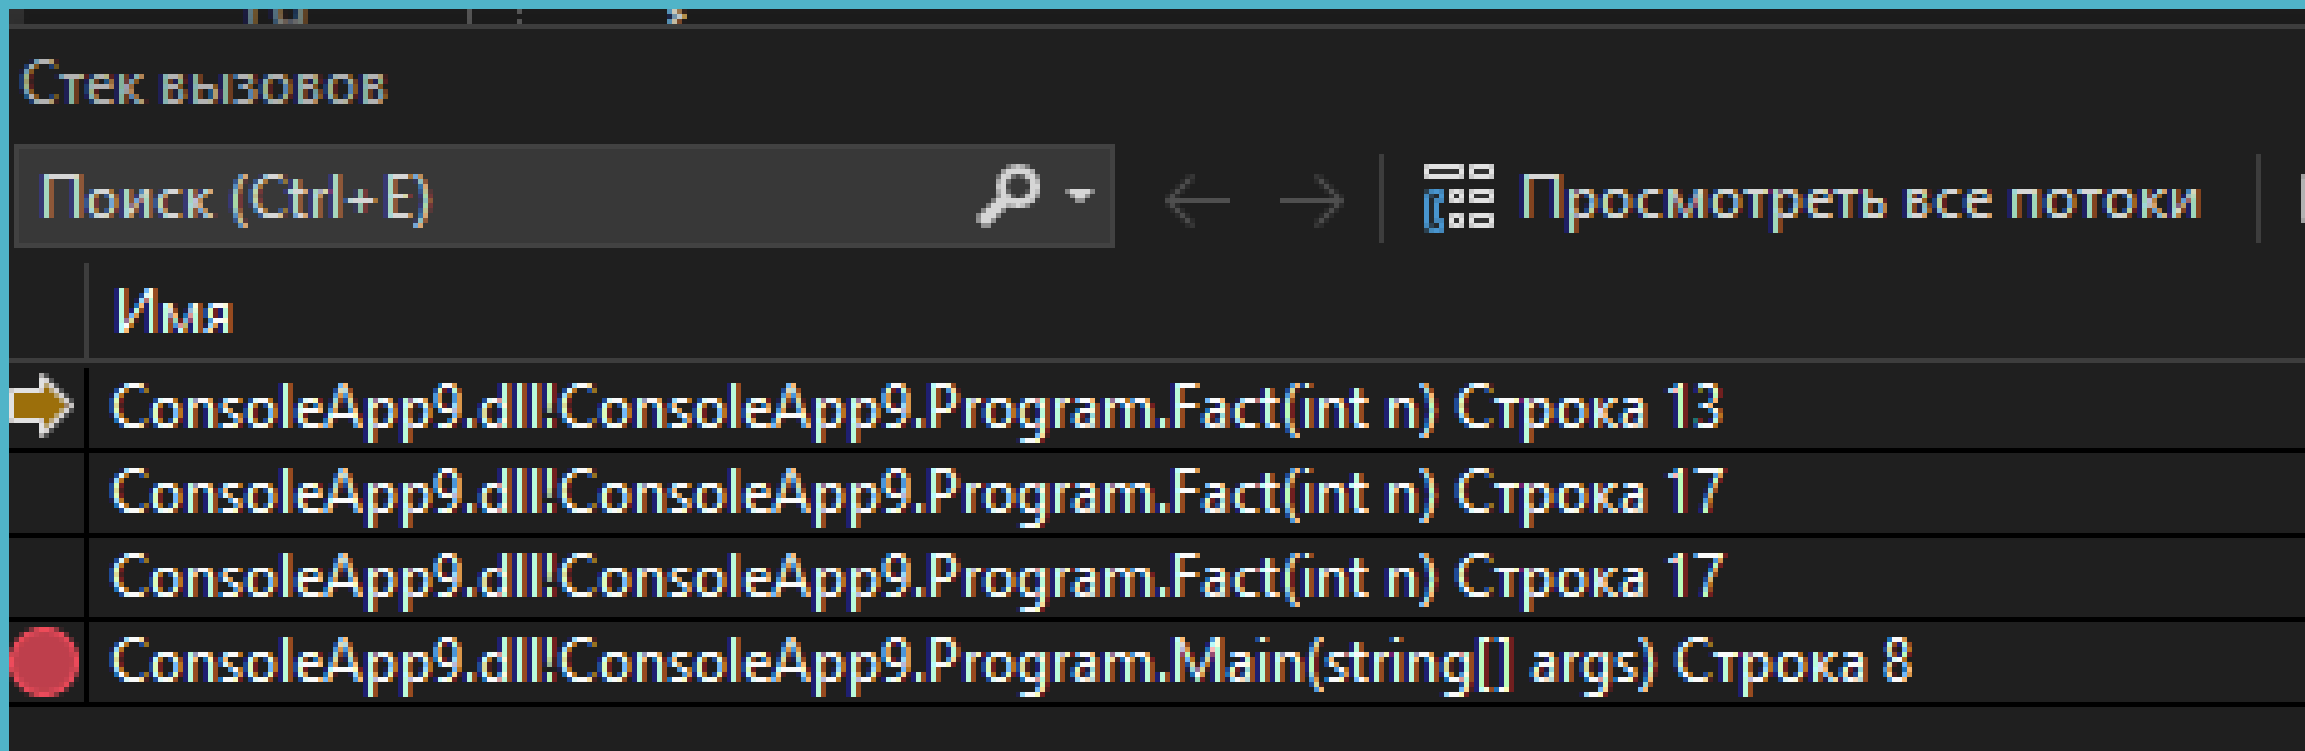 Стек вызовов
Поиск (Ctrl+E) Просмотреть все потоки
Имя
ConsoleApp9.dll!ConsoleApp9.Program.Fact(int n) Строка 13
ConsoleApp9.dll!ConsoleApp9.Program.Fact(int n) Строка 17
ConsoleApp9.dll!ConsoleApp9.Program.Fact(int n) Строка 17
ConsoleApp9.dll!ConsoleApp9.Program.Main(string[] args) Строка 8